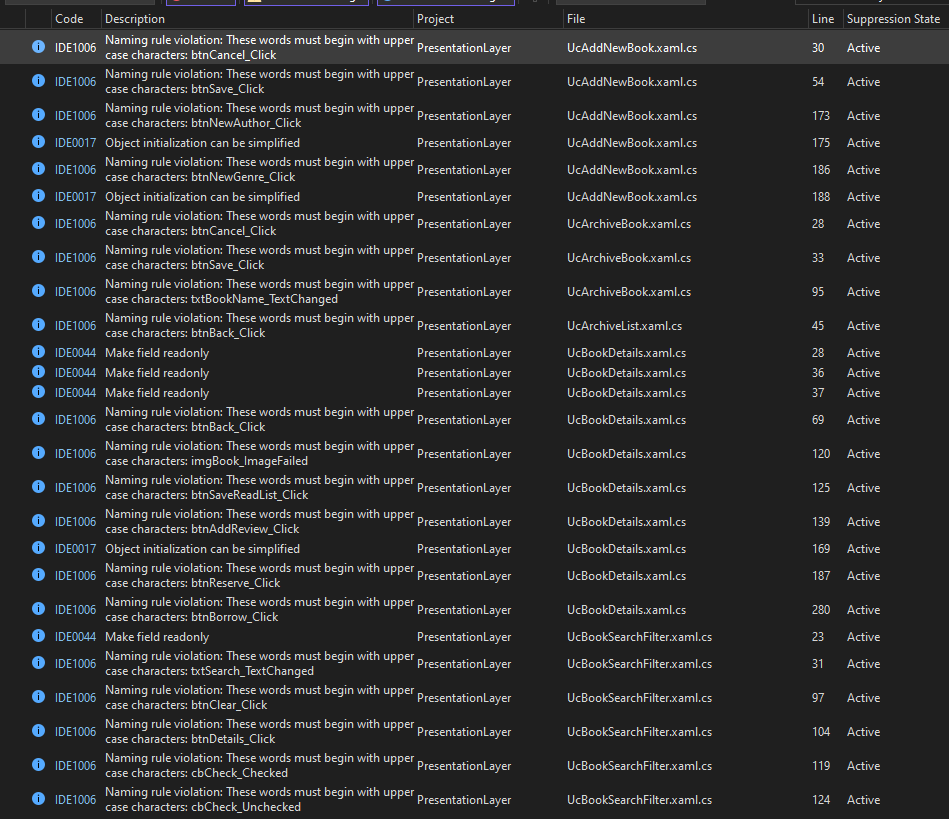 Code Description Project File Line Suppression State
IDE1006 Naming rule violation: These words must begin with upper case characters: btnCancel_Click PresentationLayer UcAddNewBook.xaml.cs 30 Active
IDE1006 Naming rule violation: These words must begin with upper case characters: btnSave_Click PresentationLayer UcAddNewBook.xaml.cs 54 Active
IDE1006 Naming rule violation: These words must begin with upper case characters: btnNewAuthor_Click PresentationLayer UcAddNewBook.xaml.cs 173 Active
IDE0017 Object initialization can be simplified PresentationLayer UcAddNewBook.xaml.cs 175 Active
IDE1006 Naming rule violation: These words must begin with upper case characters: btnNewGenre_Click PresentationLayer UcAddNewBook.xaml.cs 186 Active
IDE0017 Object initialization can be simplified PresentationLayer UcAddNewBook.xaml.cs 188 Active
IDE1006 Naming rule violation: These words must begin with upper case characters: btnCancel_Click PresentationLayer UcArchiveBook.xaml.cs 28 Active
IDE1006 Naming rule violation: These words must begin with upper case characters: btnSave_Click PresentationLayer UcArchiveBook.xaml.cs 33 Active
IDE1006 Naming rule violation: These words must begin with upper case characters: txtBookName_TextChanged PresentationLayer UcArchiveBook.xaml.cs 95 Active
IDE1006 Naming rule violation: These words must begin with upper case characters: btnBack_Click PresentationLayer UcArchiveList.xaml.cs 45 Active
IDE0044 Make field readonly PresentationLayer UcBookDetails.xaml.cs 28 Active
IDE0044 Make field readonly PresentationLayer UcBookDetails.xaml.cs 36 Active
IDE0044 Make field readonly PresentationLayer UcBookDetails.xaml.cs 37 Active
IDE1006 Naming rule violation: These words must begin with upper case characters: btnBack_Click PresentationLayer UcBookDetails.xaml.cs 69 Active
IDE1006 Naming rule violation: These words must begin with upper case characters: imgBook_ImageFailed PresentationLayer UcBookDetails.xaml.cs 120 Active
IDE1006 Naming rule violation: These words must begin with upper case characters: btnSaveReadList_Click PresentationLayer UcBookDetails.xaml.cs 125 Active
IDE1006 Naming rule violation: These words must begin with upper case characters: btnAddReview_Click PresentationLayer UcBookDetails.xaml.cs 139 Active
IDE0017 Object initialization can be simplified PresentationLayer UcBookDetails.xaml.cs 169 Active
IDE1006 Naming rule violation: These words must begin with upper case characters: btnReserve_Click PresentationLayer UcBookDetails.xaml.cs 187 Active
IDE1006 Naming rule violation: These words must begin with upper case characters: btnBorrow_Click PresentationLayer UcBookDetails.xaml.cs 280 Active
IDE0044 Make field readonly PresentationLayer UcBookSearchFilter.xaml.cs 23 Active
IDE1006 Naming rule violation: These words must begin with upper case characters: txtSearch_TextChanged PresentationLayer UcBookSearchFilter.xaml.cs 31 Active
IDE1006 Naming rule violation: These words must begin with upper case characters: btnClear_Click PresentationLayer UcBookSearchFilter.xaml.cs 97 Active
IDE1006 Naming rule violation: These words must begin with upper case characters: btnDetails_Click PresentationLayer UcBookSearchFilter.xaml.cs 104 Active
IDE1006 Naming rule violation: These words must begin with upper case characters: cbCheck_Checked PresentationLayer UcBookSearchFilter.xaml.cs 119 Active
IDE1006 Naming rule violation: These words must begin with upper case characters: cbCheck_Unchecked PresentationLayer UcBookSearchFilter.xaml.cs 124 Active